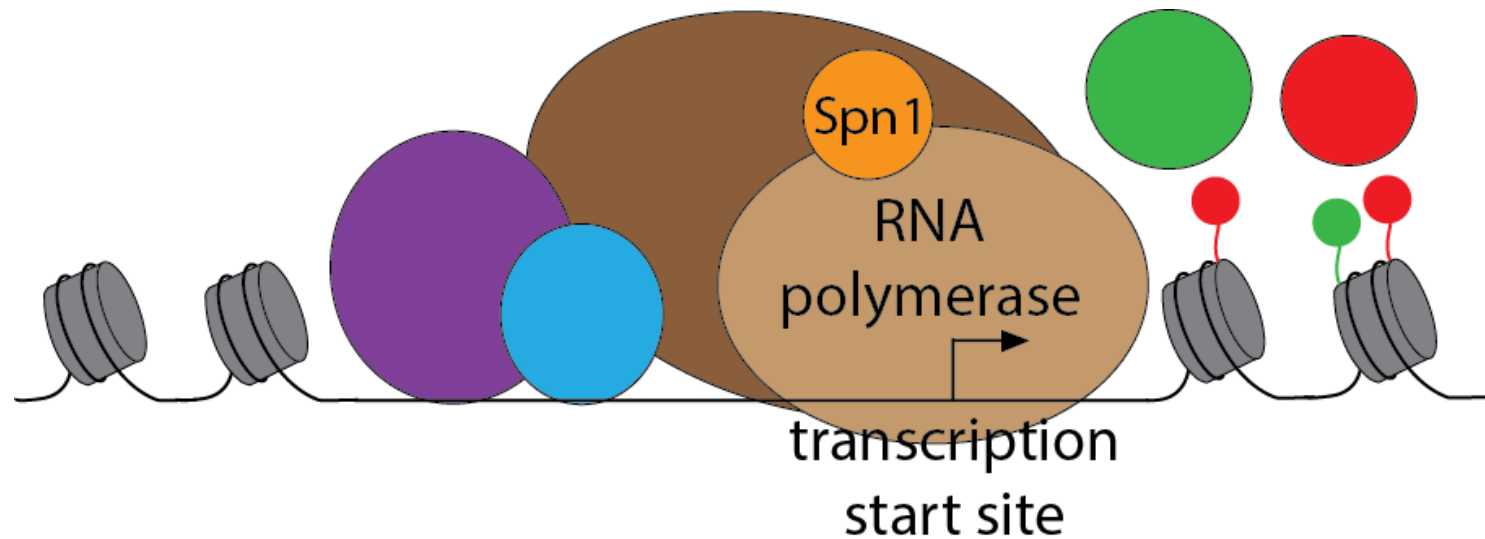 Spn1
RNA
polymerase
transcription
start site